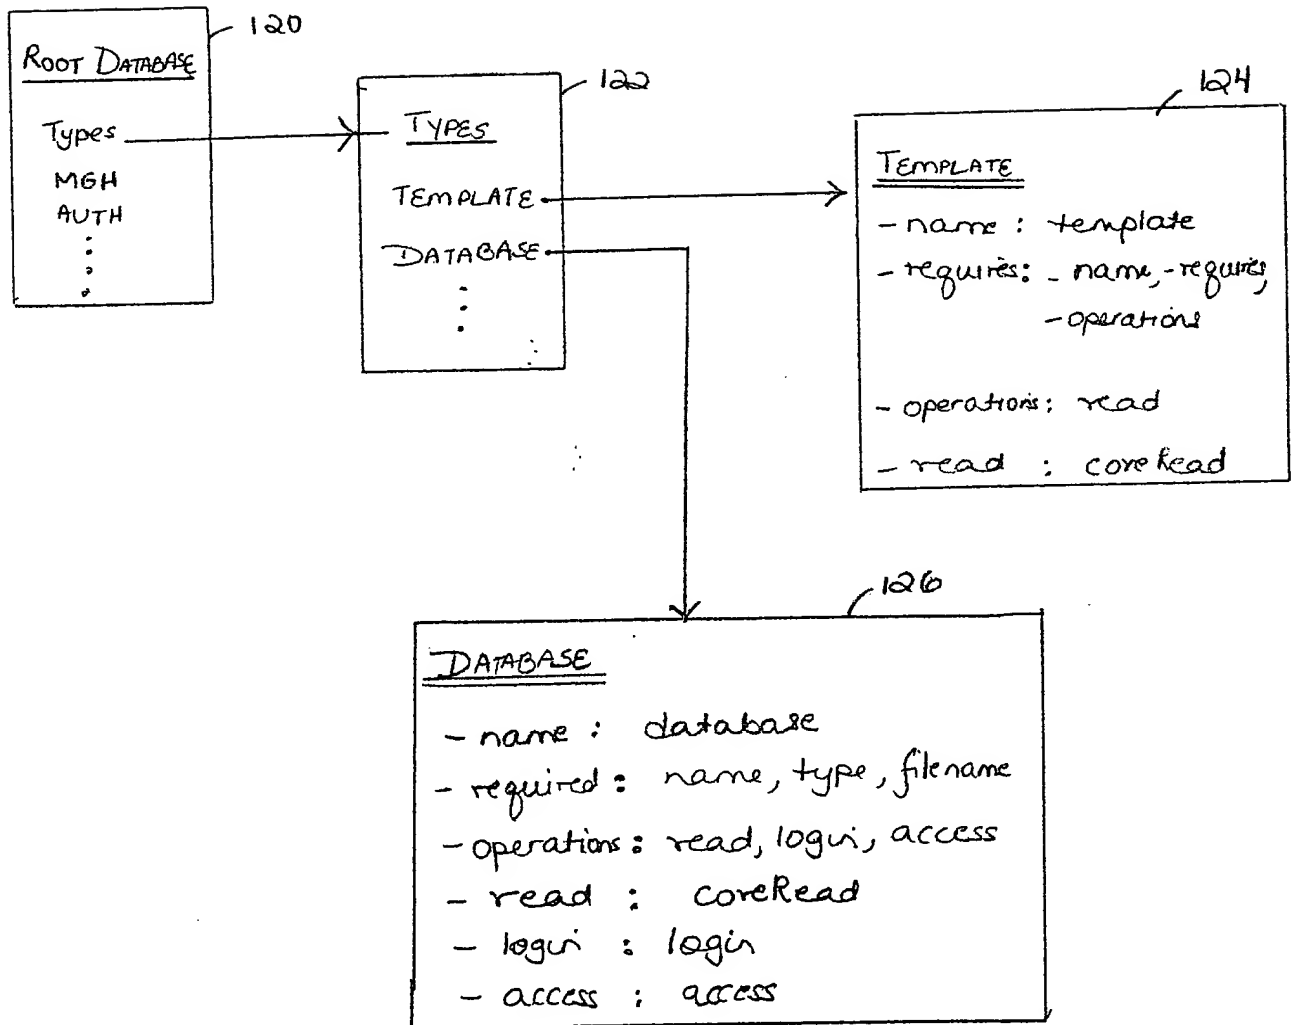 120
ROOT DATABASE
Types
MGH
AUTH
122
TYPES
TEMPLATE
DATABASE
124
TEMPLATE
- name : template
- requires: - name, - requires,
- operations
- operations: read
- read : coreRead
126
DATABASE
- name : database
- required : name, type, filename
- operations : read, login, access
- read : coreRead
- login : login
- access : access